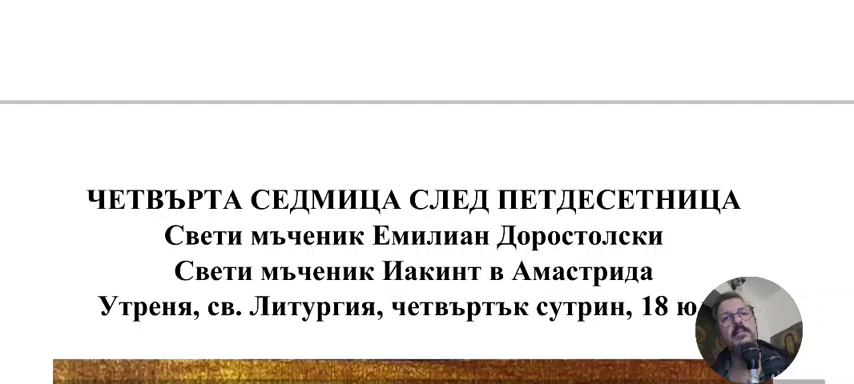 ЧЕТВЪРТА СЕДМИЦА СЛЕД ПЕТДЕСЕТНИЦА
Свети мъченик Емилиан Доростолски
Свети мъченик Иакинт в Амастрида
Утреня, св. Литургия, четвъртък сутрин, 18